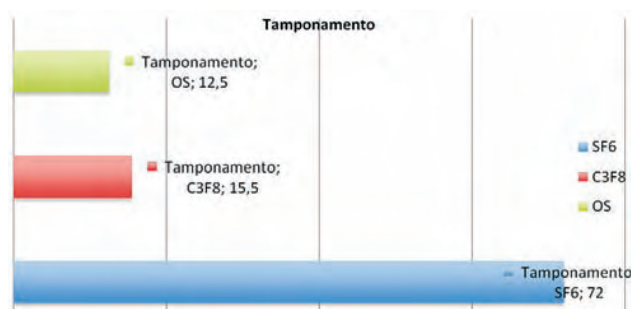 Tamponamento
Tamponamento;
OS; 12,5
Tamponamento;
C3F8; 15,5
Tamponamento
SF6; 72
SF6
C3F8
OS